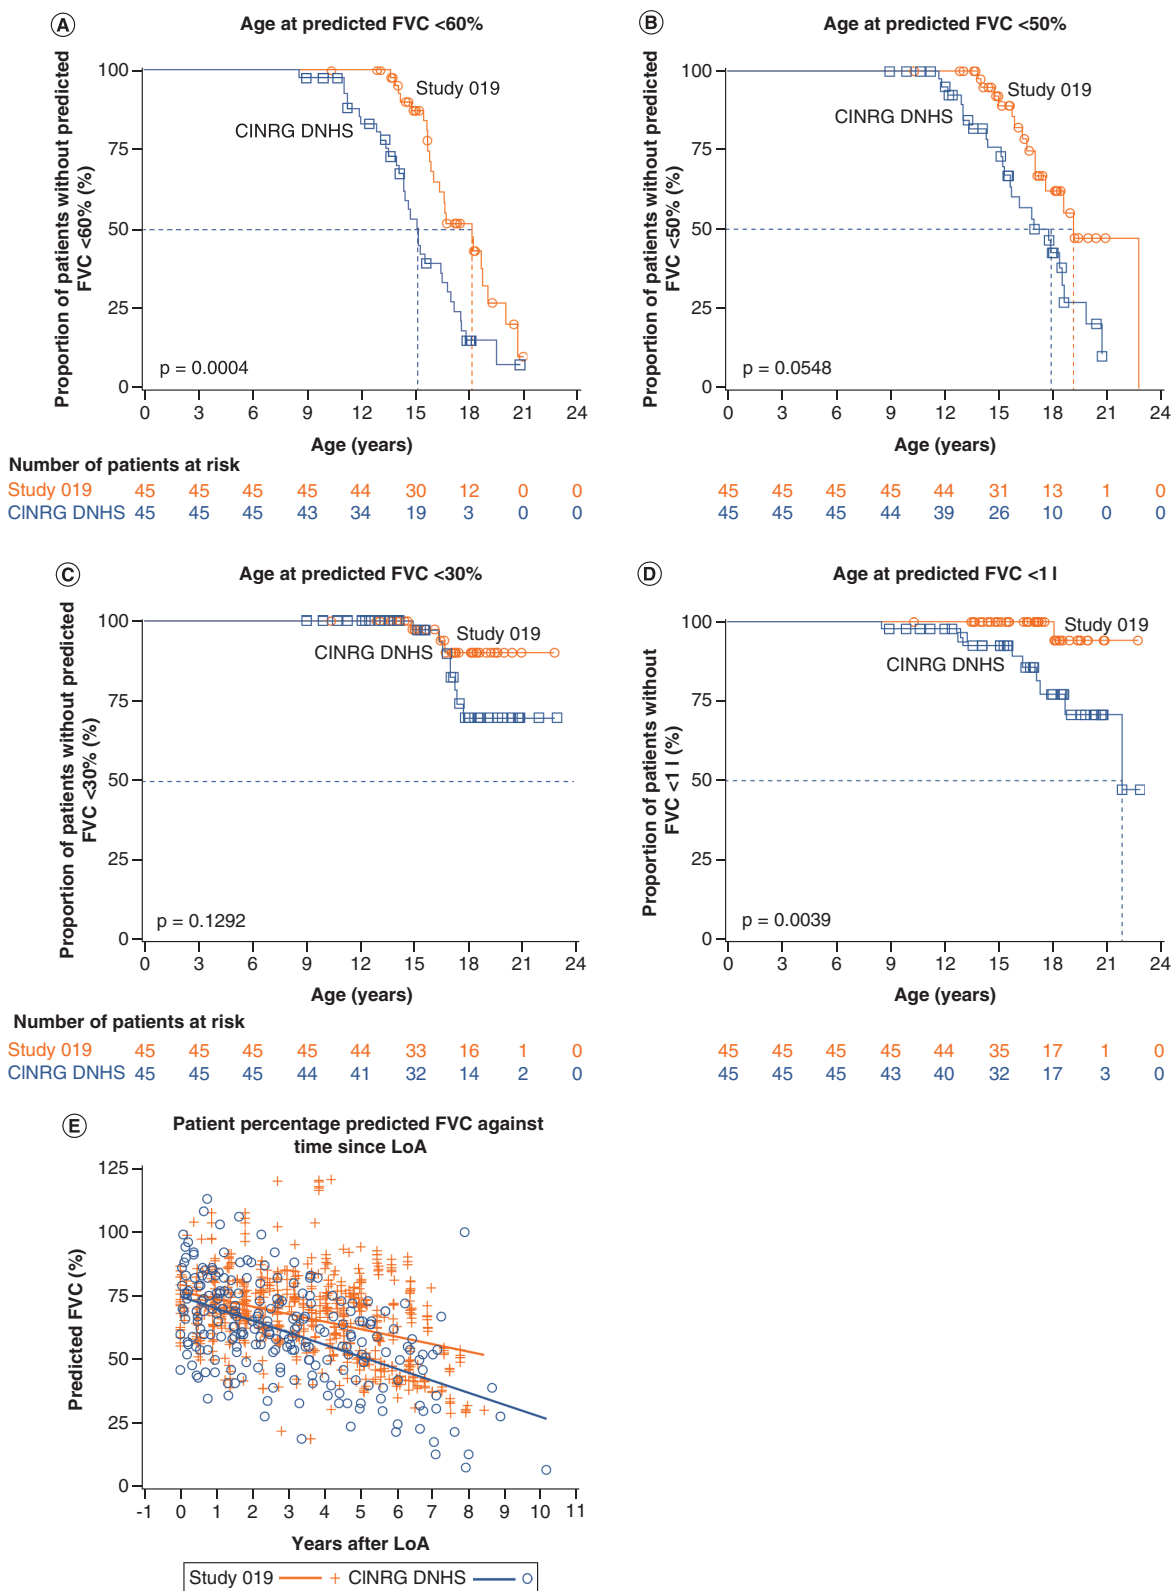 A Age at predicted FVC <60%
Proportion of patients without predicted
FVC <60% (%)
100
75
50
25
0
Study 019
CINRG DNHS
p = 0.0004
0 3 6 9 12 15 18 21 24
Age (years)
B Age at predicted FVC <50%
Proportion of patients without predicted
FVC <50% (%)
100
75
50
25
0
Study 019
CINRG DNHS
p = 0.0548
0 3 6 9 12 15 18 21 24
Age (years)
Number of patients at risk
Study 019 45 45 45 45 44 30 12 0 0
CINRG DNHS 45 45 45 43 34 19 3 0 0
45 45 45 45 44 31 13 1 0
45 45 45 44 39 26 10 0 0
C Age at predicted FVC <30%
Proportion of patients without predicted
FVC <30% (%)
100
75
50
25
0
Study 019
CINRG DNHS
p = 0.1292
0 3 6 9 12 15 18 21 24
Age (years)
D Age at predicted FVC <1 l
Proportion of patients without
FVC <1 l (%)
100
75
50
25
0
Study 019
CINRG DNHS
p = 0.0039
0 3 6 9 12 15 18 21 24
Age (years)
Number of patients at risk
Study 019 45 45 45 45 44 33 16 1 0
CINRG DNHS 45 45 45 44 41 32 14 2 0
45 45 45 45 44 35 17 1 0
45 45 45 43 40 32 17 3 0
E Patient percentage predicted FVC against
time since LoA
Predicted FVC (%)
125
100
75
50
25
0
-1 0 1 2 3 4 5 6 7 8 9 10 11
Years after LoA
Study 019 CINRG DNHS